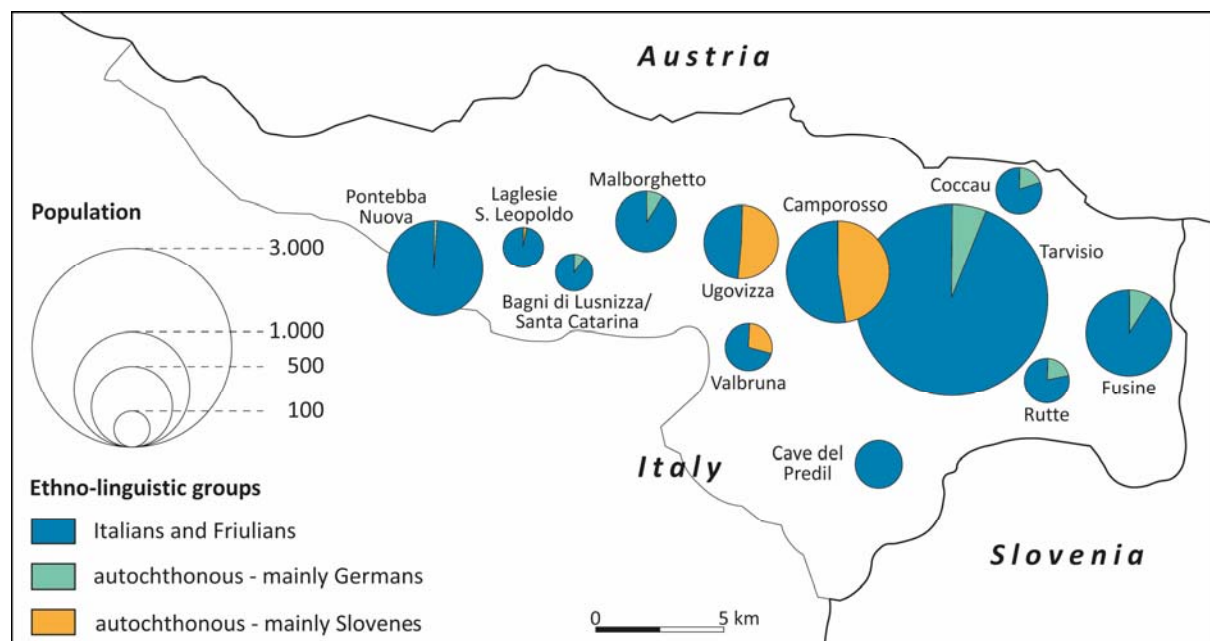 Austria
Pontebba
Nuova
Laglesie
S. Leopoldo
Malborghetto
Coccau
Camporosso
Tarvisio
Ugovizza
Bagni di Lusnizza/
Santa Catarina
Valbruna
Rutte
Fusine
Cave del
Predil
Italy
Slovenia
Population
3.000
1.000
500
100
Ethno-linguistic groups
Italians and Friulians
autochthonous - mainly Germans
autochthonous - mainly Slovenes
0 5 km